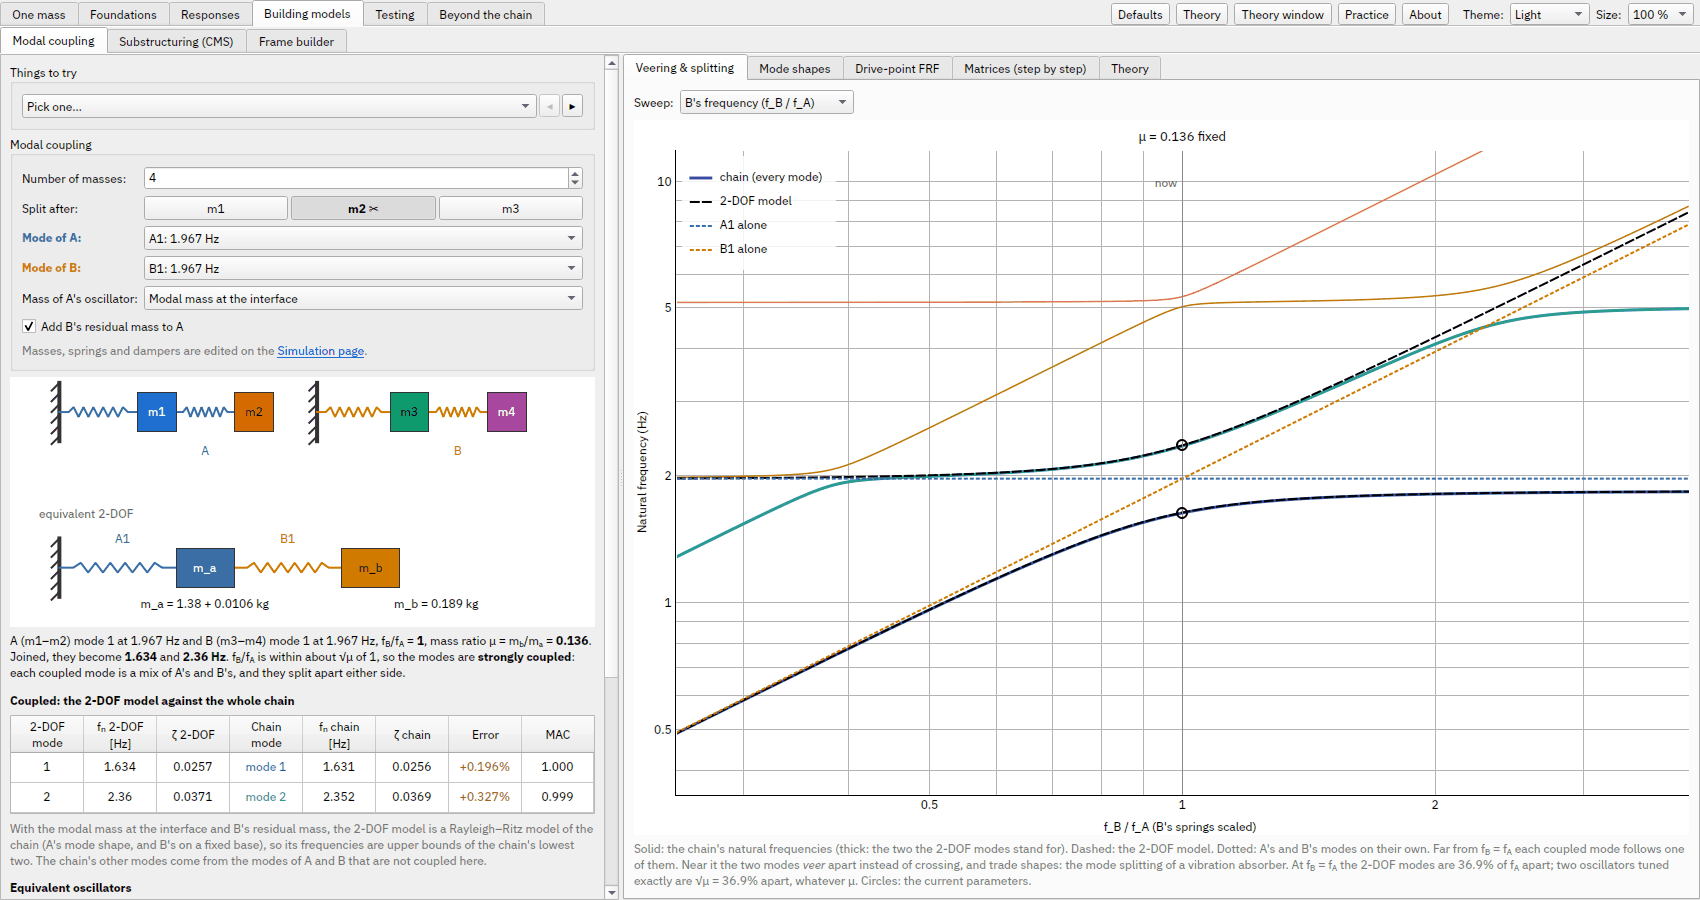 One mass Foundations Responses Building models Testing Beyond the chain Defaults Theory Theory window Practice About Theme: Light Size: 100 %
Modal coupling Substructuring (CMS) Frame builder
Things to try
Pick one...
Modal coupling
Number of masses: 4
Split after: m1 m2 ✂ m3
Mode of A: A1: 1.967 Hz
Mode of B: B1: 1.967 Hz
Mass of A's oscillator: Modal mass at the interface
Add B's residual mass to A
Masses, springs and dampers are edited on the Simulation page.
m1 m2 m3 m4
A B
equivalent 2-DOF
A1 B1
m_a m_b
m_a = 1.38 + 0.0106 kg m_b = 0.189 kg
A (m1–m2) mode 1 at 1.967 Hz and B (m3–m4) mode 1 at 1.967 Hz, fB/fA = 1, mass ratio μ = mb/ma = 0.136.
Joined, they become 1.634 and 2.36 Hz. fB/fA is within about √μ of 1, so the modes are strongly coupled:
each coupled mode is a mix of A's and B's, and they split apart either side.
Coupled: the 2-DOF model against the whole chain
2-DOF mode fn 2-DOF [Hz] ζ 2-DOF Chain mode fn chain [Hz] ζ chain Error MAC
1 1.634 0.0257 mode 1 1.631 0.0256 +0.196% 1.000
2 2.36 0.0371 mode 2 2.352 0.0369 +0.327% 0.999
With the modal mass at the interface and B's residual mass, the 2-DOF model is a Rayleigh–Ritz model of the
chain (A's mode shape, and B's on a fixed base), so its frequencies are upper bounds of the chain's lowest
two. The chain's other modes come from the modes of A and B that are not coupled here.
Equivalent oscillators
Veering & splitting Mode shapes Drive-point FRF Matrices (step by step) Theory
Sweep: B's frequency (f_B / f_A)
μ = 0.136 fixed
chain (every mode)
2-DOF model
A1 alone
B1 alone
now
10
5
2
1
0.5
Natural frequency (Hz)
0.5 1 2
f_B / f_A (B's springs scaled)
Solid: the chain's natural frequencies (thick: the two the 2-DOF modes stand for). Dashed: the 2-DOF model. Dotted: A's and B's modes on their own. Far from fB = fA each coupled mode follows one
of them. Near it the two modes veer apart instead of crossing, and trade shapes: the mode splitting of a vibration absorber. At fB = fA the 2-DOF modes are 36.9% of fA apart; two oscillators tuned
exactly are √μ = 36.9% apart, whatever μ. Circles: the current parameters.